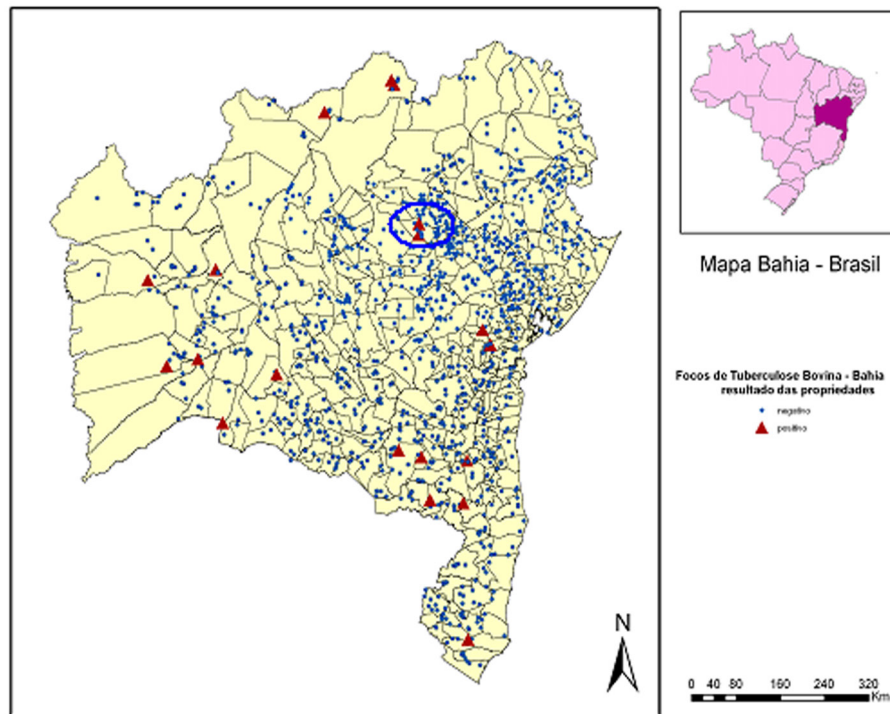 Mapa Bahia - Brasil
Focos de Tuberculose Bovina - Bahia
resultado das propriedades
negativo
positivo
N
0 40 80 160 240 320
Km